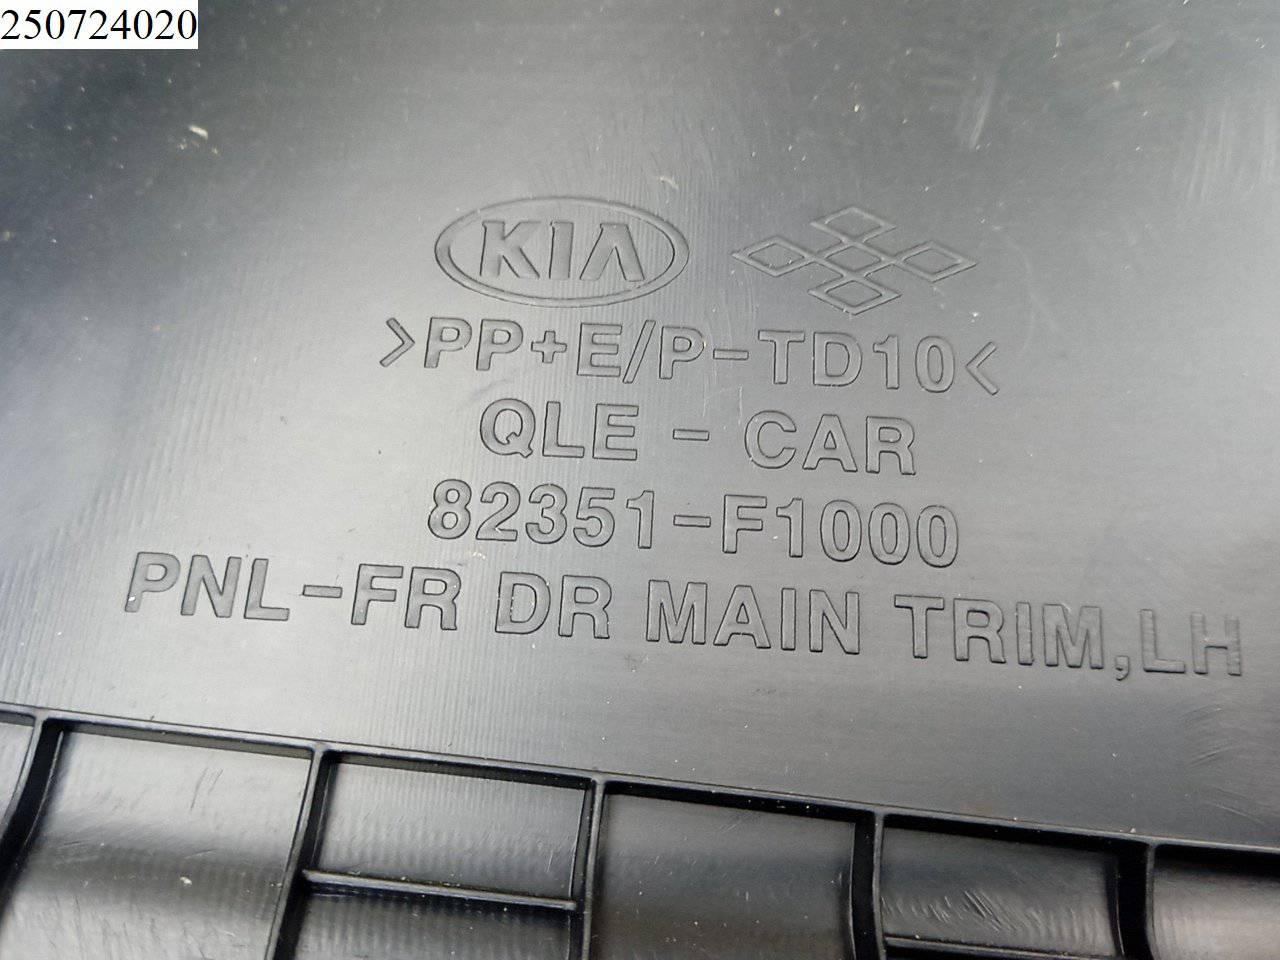 250724020
KIA
>PP+E/P-TD10<
QLE - CAR
82351-F1000
PNL-FR DR MAIN TRIM,LH